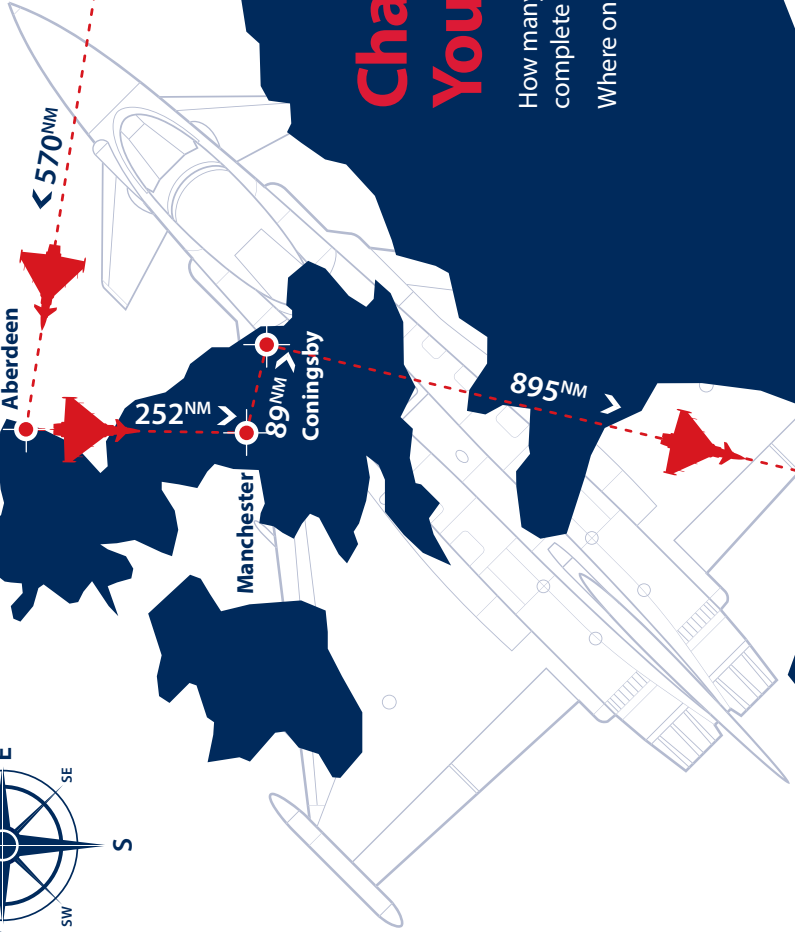 Cha
You
How many
complete
Where on
570NM
Aberdeen
252NM
89NM
Coningsby
Manchester
895NM
E
SE
S
SW